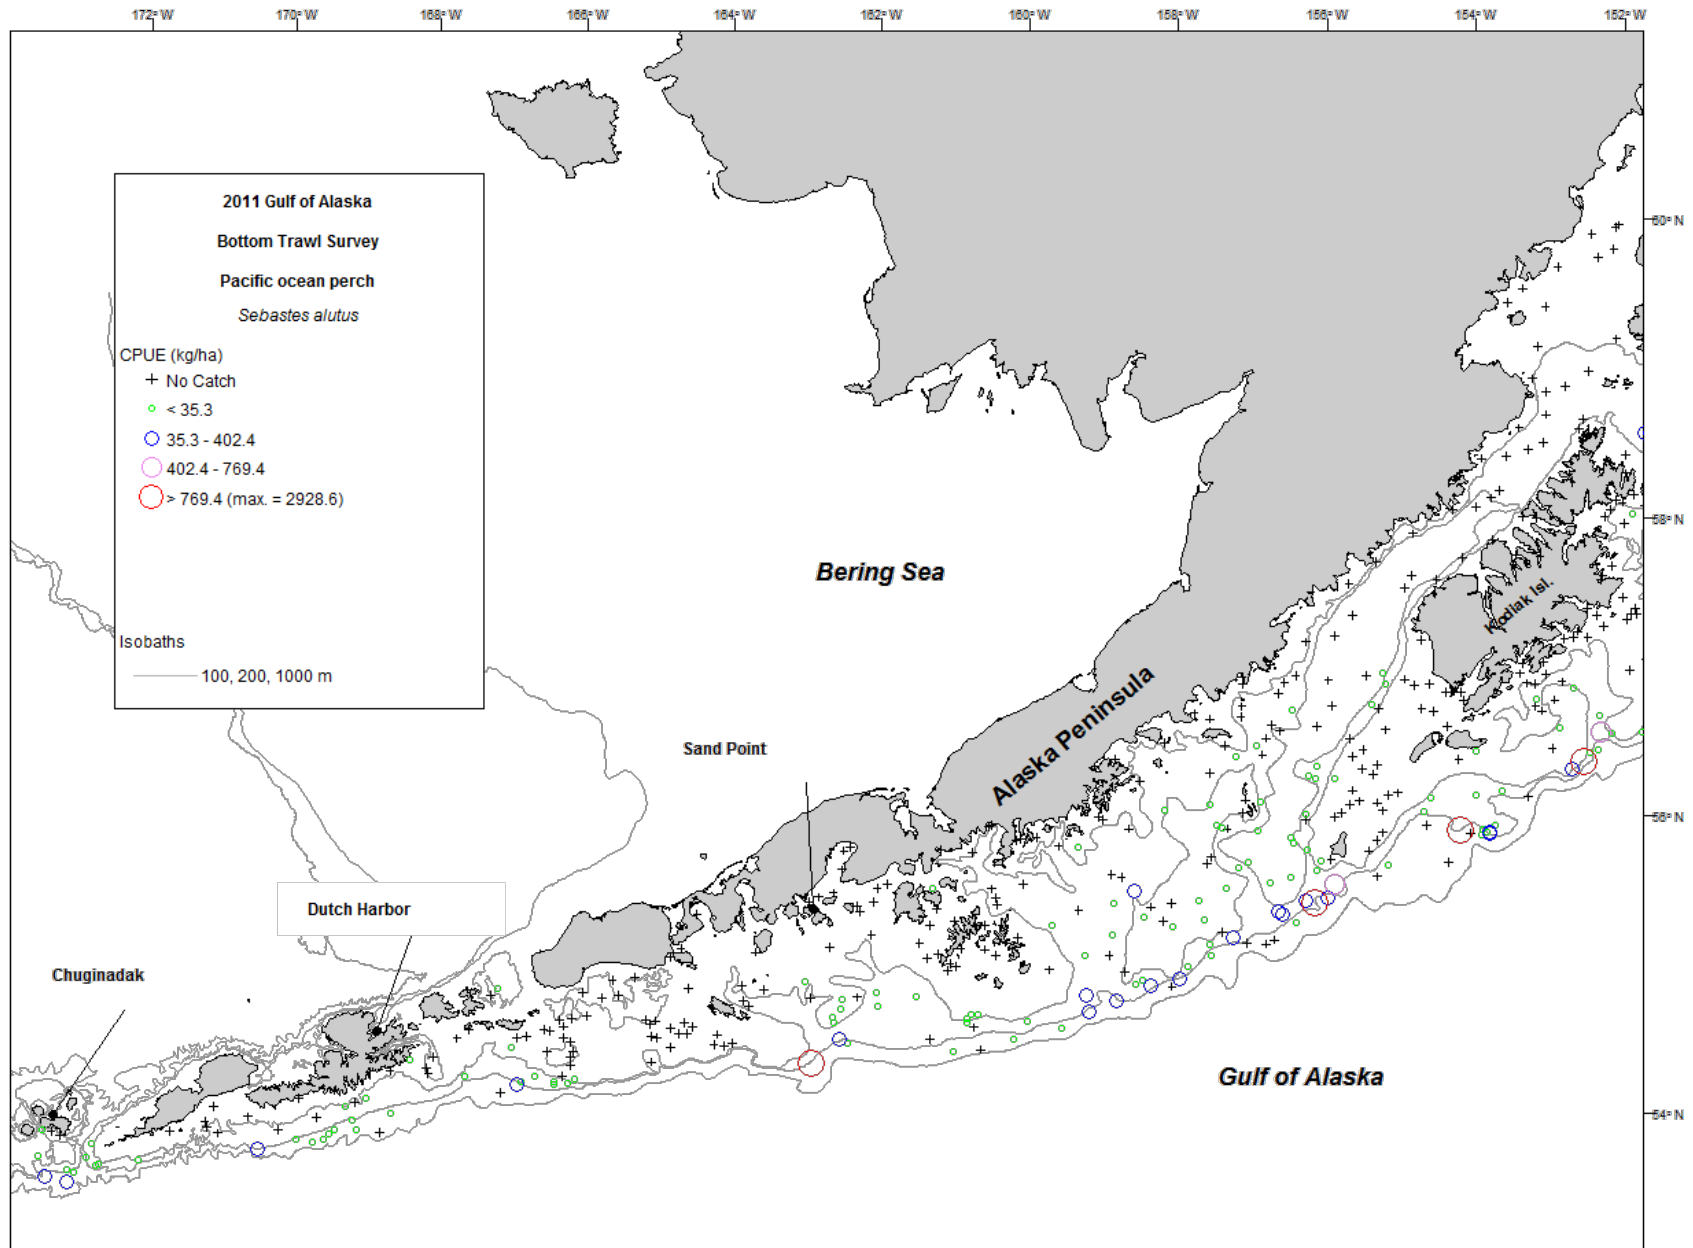 172° W 170° W 168° W 166° W 164° W 162° W 160° W 158° W 156° W 154° W 152° W
2011 Gulf of Alaska
Bottom Trawl Survey
Pacific ocean perch
Sebastes alutus
CPUE (kg/ha)
No Catch
< 35.3
35.3 - 402.4
402.4 - 769.4
> 769.4 (max. = 2928.6)
Isobaths
100, 200, 1000 m
60° N
58° N
Bering Sea
Kodiak Isl.
Alaska Peninsula
Sand Point
56° N
Dutch Harbor
Chuginadak
Gulf of Alaska
54° N